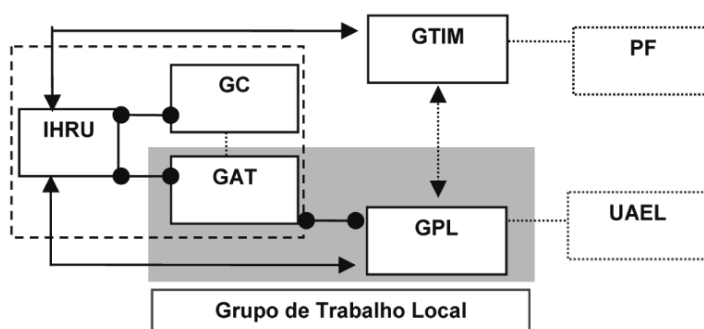 GTIM
PF
GC
IHRU
GAT
GPL
UAEL
Grupo de Trabalho Local